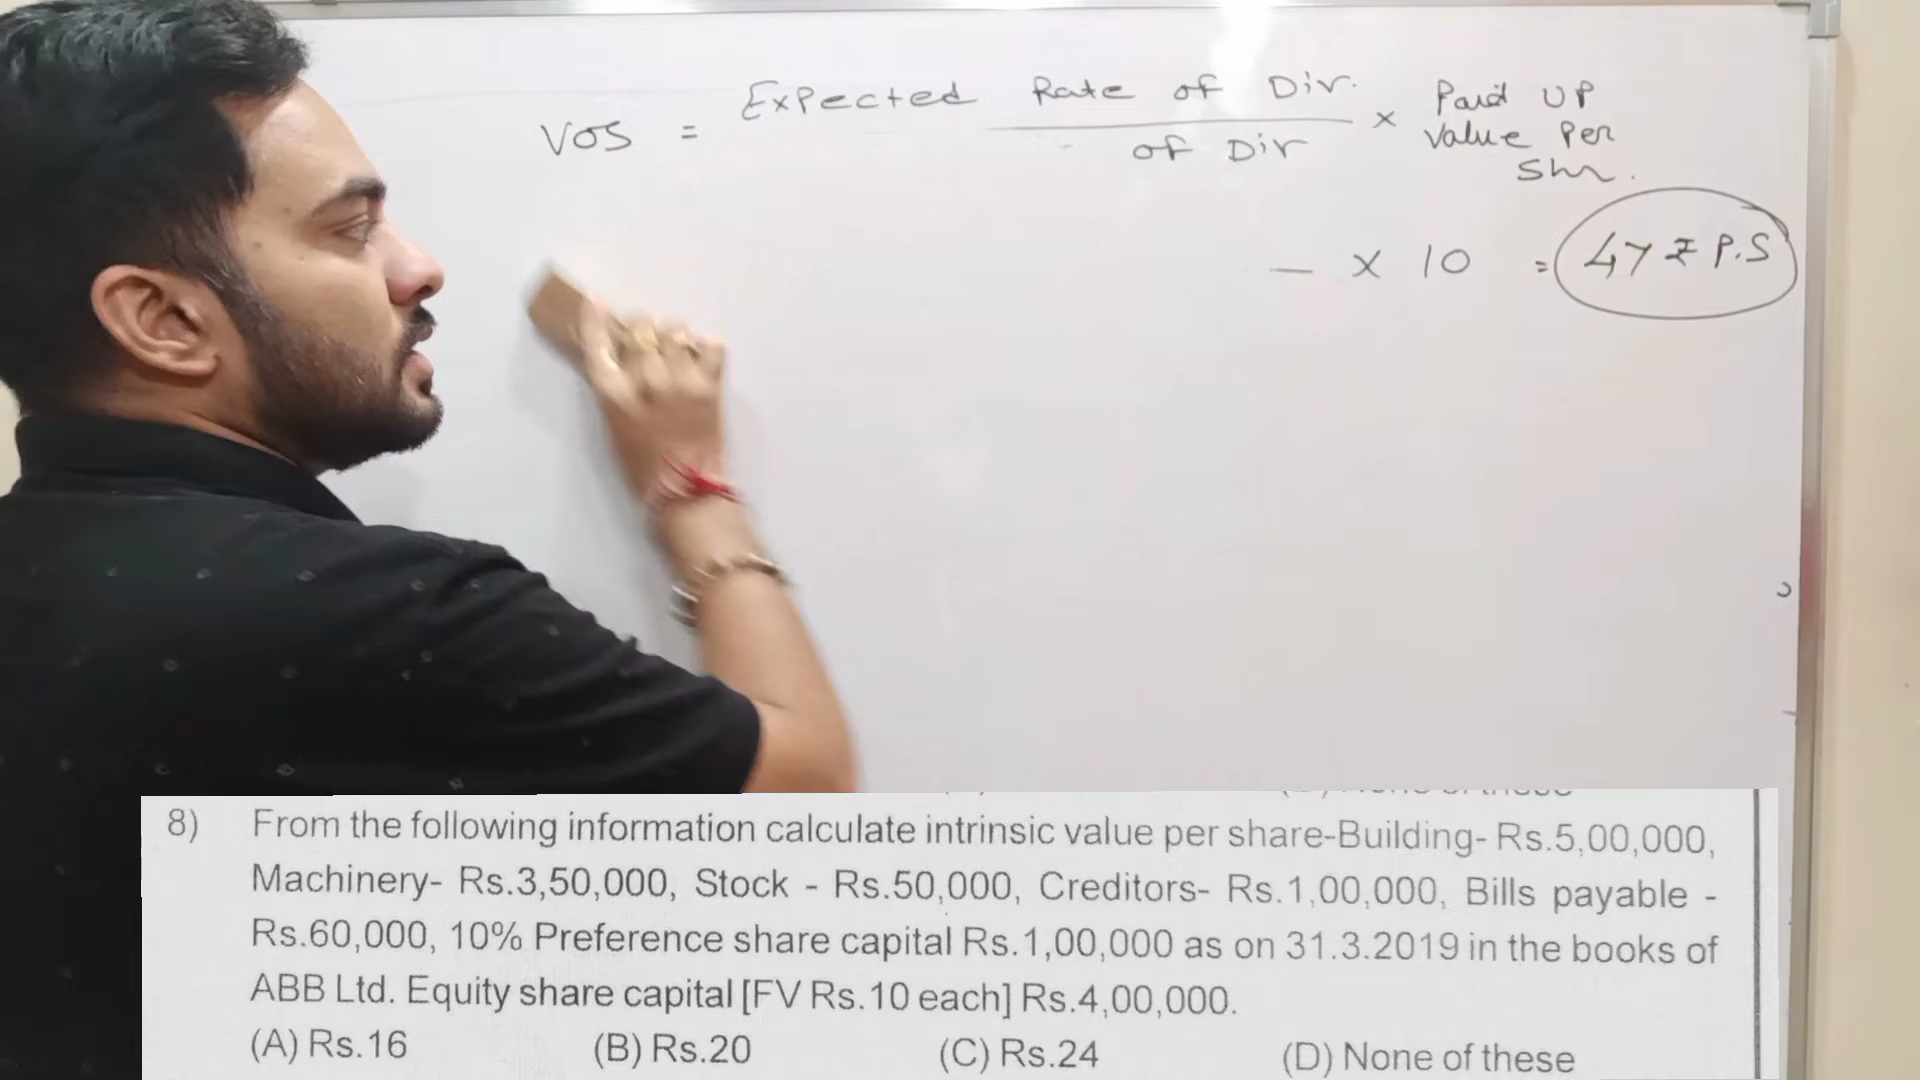 Expected Rate of Div.
VOS = × Paid UP
of Div Value Per
Shr.
— × 10 = 47 ₹ P.S
8) From the following information calculate intrinsic value per share-Building- Rs.5,00,000,
Machinery- Rs.3,50,000, Stock - Rs.50,000, Creditors- Rs.1,00,000, Bills payable -
Rs.60,000, 10% Preference share capital Rs.1,00,000 as on 31.3.2019 in the books of
ABB Ltd. Equity share capital [FV Rs.10 each] Rs.4,00,000.
(A) Rs.16 (B) Rs.20 (C) Rs.24 (D) None of these